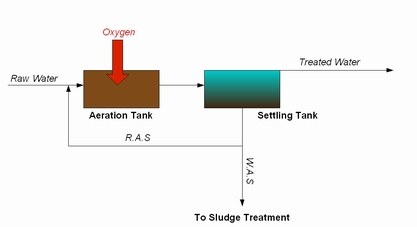 Oxygen
Raw Water
Treated Water
Aeration Tank
Settling Tank
R.A.S
W.A.S
To Sludge Treatment